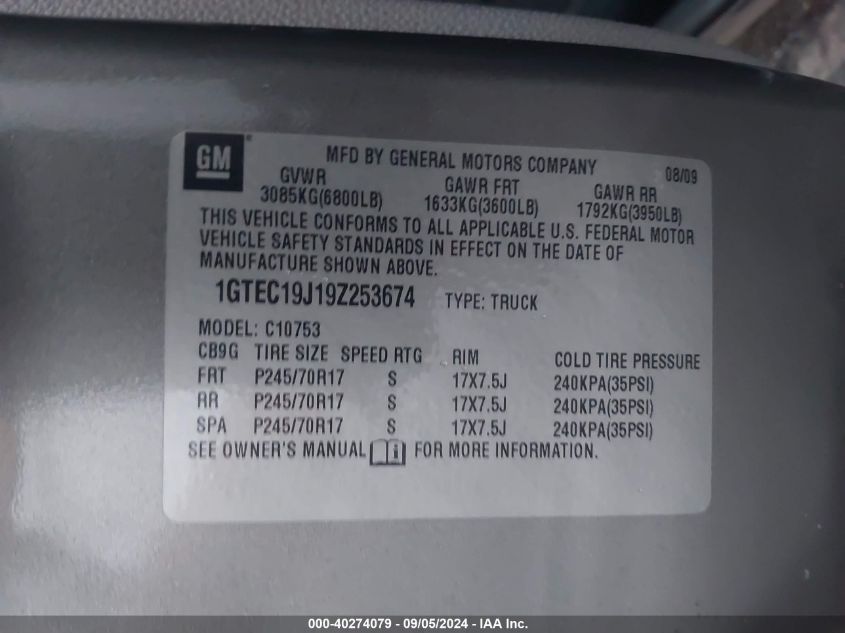 GM®
MFD BY GENERAL MOTORS COMPANY 08/09
GVWR GAWR FRT GAWR RR
3085KG(6800LB) 1633KG(3600LB) 1792KG(3950LB)
THIS VEHICLE CONFORMS TO ALL APPLICABLE U.S. FEDERAL MOTOR
VEHICLE SAFETY STANDARDS IN EFFECT ON THE DATE OF
MANUFACTURE SHOWN ABOVE.
1GTEC19J19Z253674 TYPE: TRUCK
MODEL: C10753
CB9G TIRE SIZE SPEED RTG RIM COLD TIRE PRESSURE
FRT P245/70R17 S 17X7.5J 240KPA(35PSI)
RR P245/70R17 S 17X7.5J 240KPA(35PSI)
SPA P245/70R17 S 17X7.5J 240KPA(35PSI)
SEE OWNER'S MANUAL i FOR MORE INFORMATION.
000-40274079 - 09/05/2024 - IAA Inc.